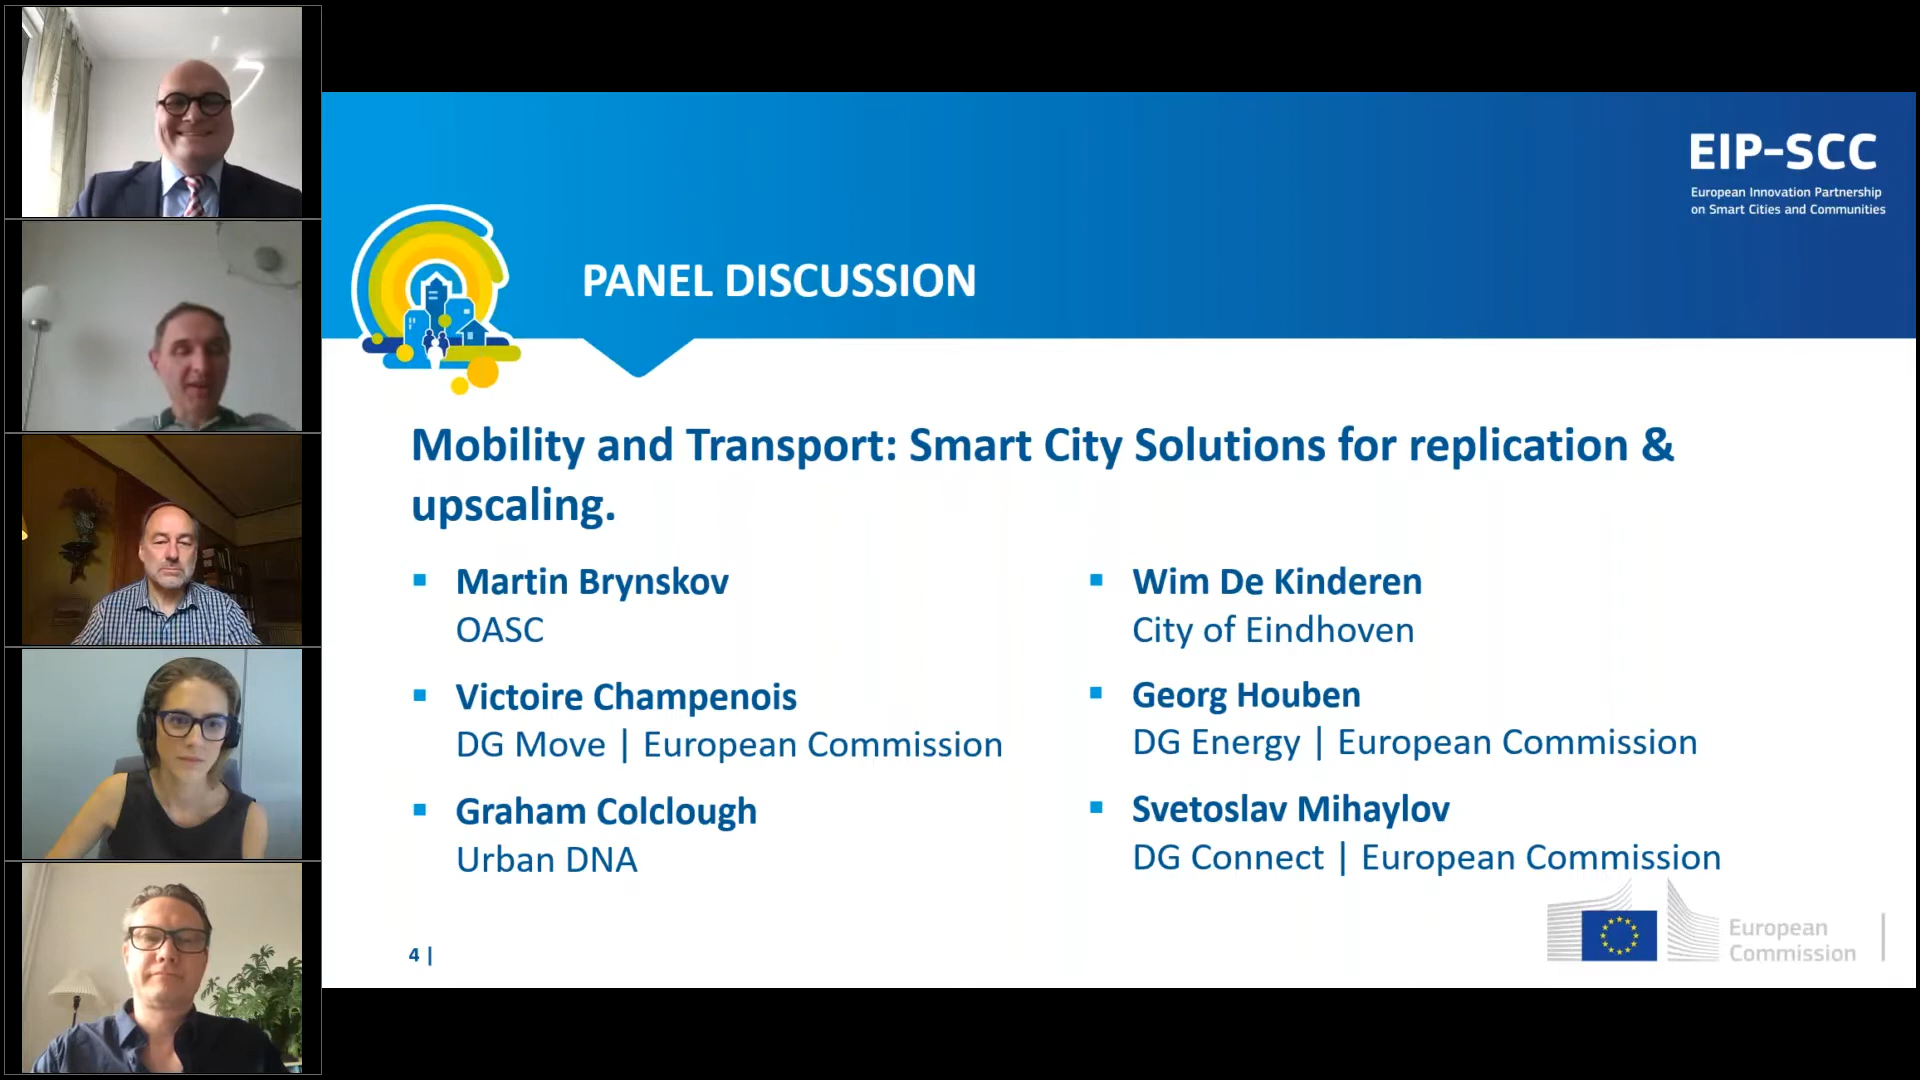 EIP-SCC
European Innovation Partnership
on Smart Cities and Communities
PANEL DISCUSSION
Mobility and Transport: Smart City Solutions for replication &
upscaling.
Martin Brynskov
OASC
Victoire Champenois
DG Move | European Commission
Graham Colclough
Urban DNA
Wim De Kinderen
City of Eindhoven
Georg Houben
DG Energy | European Commission
Svetoslav Mihaylov
DG Connect | European Commission
4 |
European
Commission